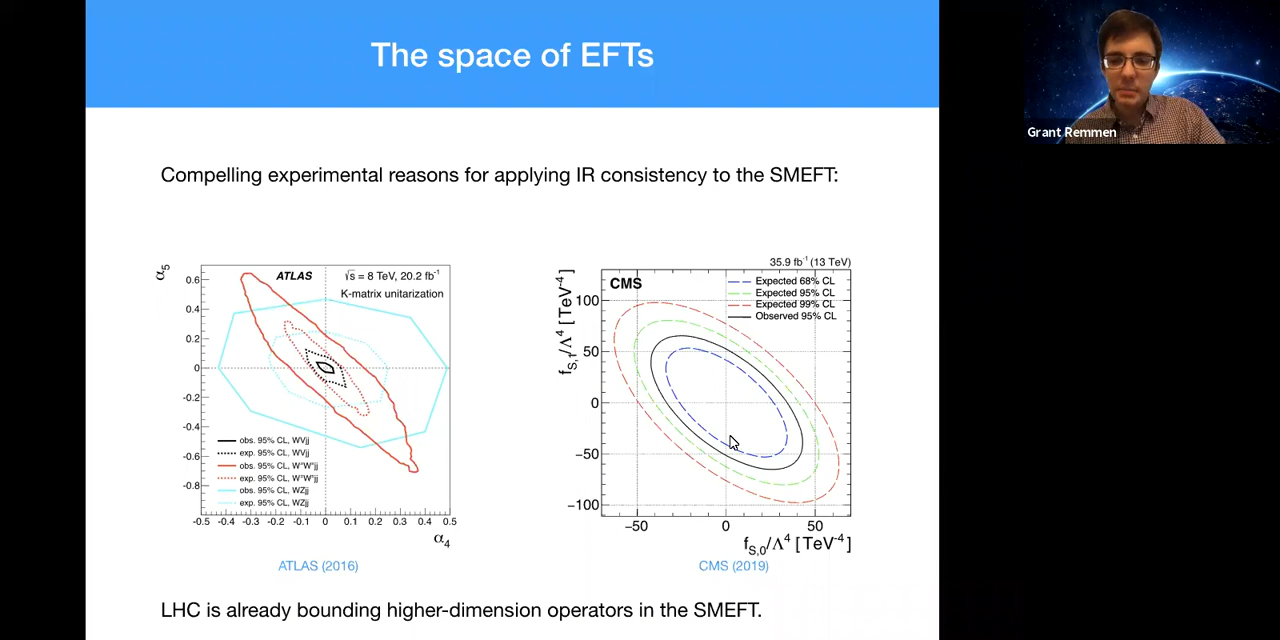 The space of EFTs
Grant Remmen
Compelling experimental reasons for applying IR consistency to the SMEFT:
ATLAS
√s = 8 TeV, 20.2 fb⁻¹
K-matrix unitarization
α₅
0.6
0.4
0.2
0
-0.2
-0.4
-0.6
-0.8
obs. 95% CL, WVjj
exp. 95% CL, WVjj
obs. 95% CL, W±W±jj
exp. 95% CL, W±W±jj
obs. 95% CL, WZjj
exp. 95% CL, WZjj
-0.5 -0.4 -0.3 -0.2 -0.1 0 0.1 0.2 0.3 0.4 0.5
α₄
ATLAS (2016)
35.9 fb⁻¹ (13 TeV)
CMS
Expected 68% CL
Expected 95% CL
Expected 99% CL
Observed 95% CL
f_S,1/Λ⁴ [TeV⁻⁴]
100
50
0
−50
−100
−50 0 50
f_S,0/Λ⁴ [TeV⁻⁴]
CMS (2019)
LHC is already bounding higher-dimension operators in the SMEFT.